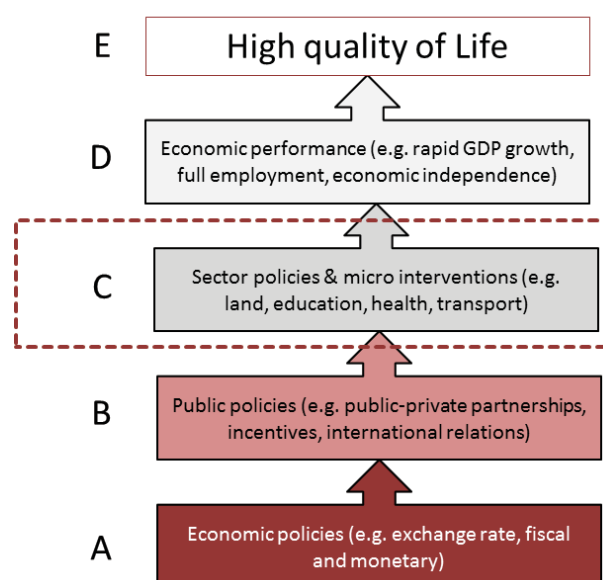 E
High quality of Life
D
Economic performance (e.g. rapid GDP growth,
full employment, economic independence)
C
Sector policies & micro interventions (e.g.
land, education, health, transport)
B
Public policies (e.g. public-private partnerships,
incentives, international relations)
A
Economic policies (e.g. exchange rate, fiscal
and monetary)